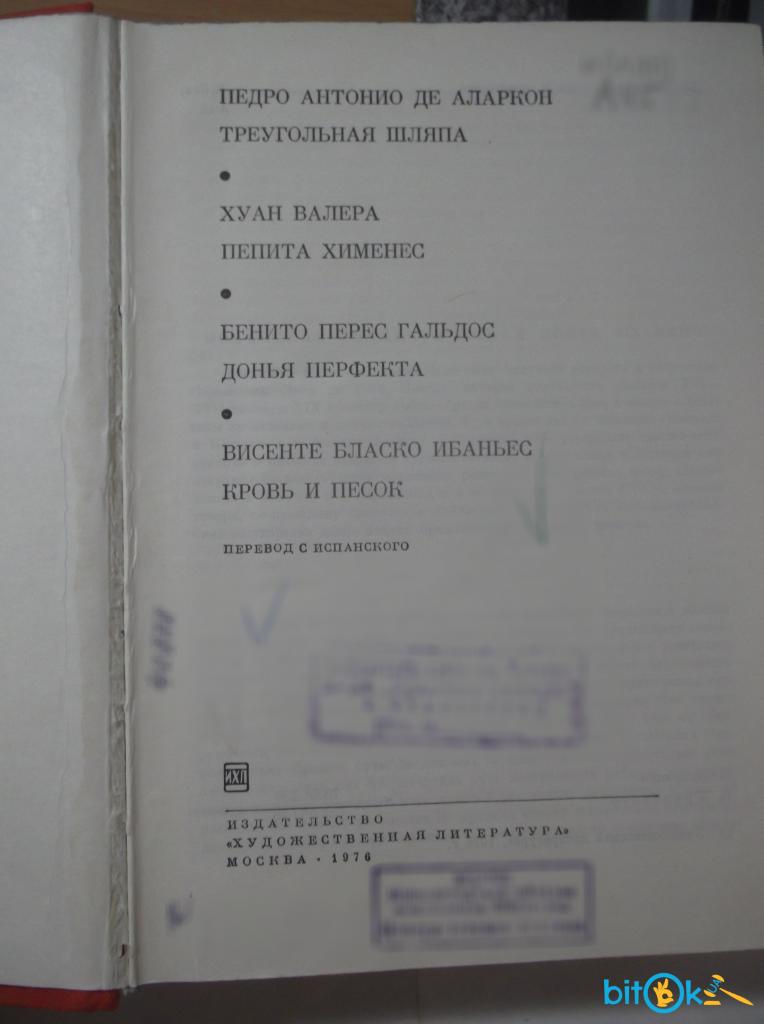 ПЕДРО АНТОНИО ДЕ АЛАРКОН
ТРЕУГОЛЬНАЯ ШЛЯПА
ХУАН ВАЛЕРА
ПЕПИТА ХИМЕНЕС
БЕНИТО ПЕРЕС ГАЛЬДОС
ДОНЬЯ ПЕРФЕКТА
ВИСЕНТЕ БЛАСКО ИБАНЬЕС
КРОВЬ И ПЕСОК
ПЕРЕВОД С ИСПАНСКОГО
ИХЛ
ИЗДАТЕЛЬСТВО
«ХУДОЖЕСТВЕННАЯ ЛИТЕРАТУРА»
МОСКВА · 1976
bitok.ua